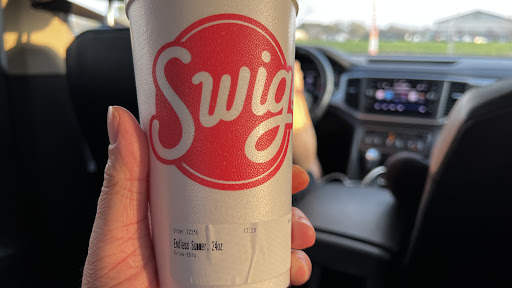 Swig
Endless Summer, 24oz